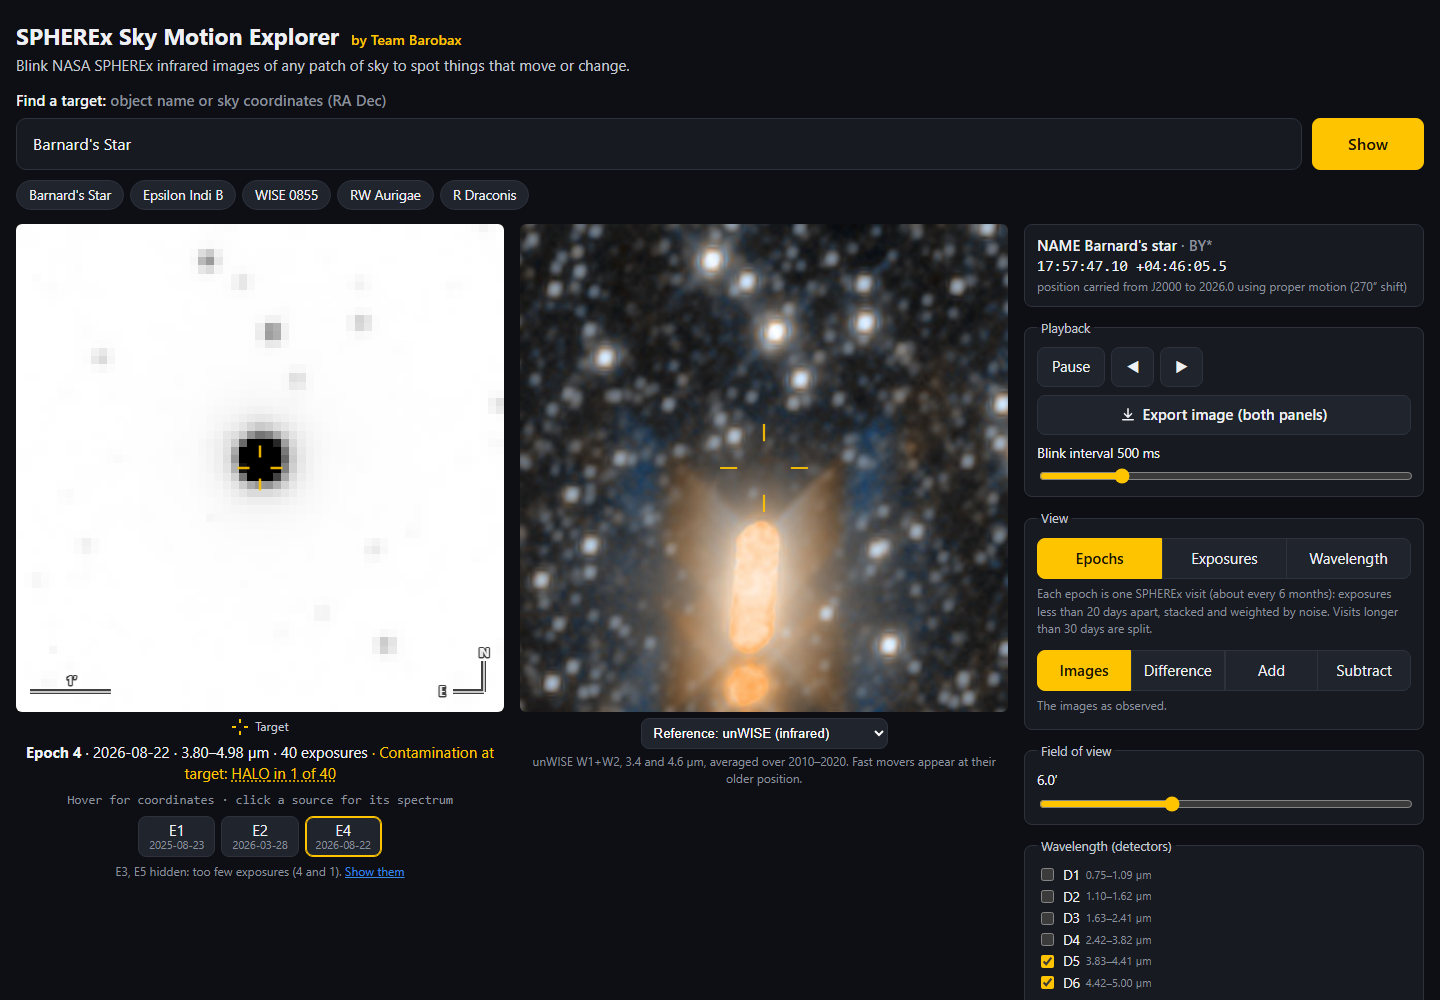 SPHEREx Sky Motion Explorer by Team Barobax
Blink NASA SPHEREx infrared images of any patch of sky to spot things that move or change.
Find a target: object name or sky coordinates (RA Dec)
Barnard's Star
Show
Barnard's Star
Epsilon Indi B
WISE 0855
RW Aurigae
R Draconis
1'
N
E
Target
Epoch 4 · 2026-08-22 · 3.80–4.98 µm · 40 exposures · Contamination at
target: HALO in 1 of 40
Hover for coordinates · click a source for its spectrum
E1
2025-08-23
E2
2026-03-28
E4
2026-08-22
E3, E5 hidden: too few exposures (4 and 1). Show them
Reference: unWISE (infrared)
unWISE W1+W2, 3.4 and 4.6 µm, averaged over 2010–2020. Fast movers appear at their
older position.
NAME Barnard's star · BY*
17:57:47.10 +04:46:05.5
position carried from J2000 to 2026.0 using proper motion (270″ shift)
Playback
Pause
◀
▶
Export image (both panels)
Blink interval 500 ms
View
Epochs
Exposures
Wavelength
Each epoch is one SPHEREx visit (about every 6 months): exposures
less than 20 days apart, stacked and weighted by noise. Visits longer
than 30 days are split.
Images
Difference
Add
Subtract
The images as observed.
Field of view
6.0′
Wavelength (detectors)
D1 0.75–1.09 µm
D2 1.10–1.62 µm
D3 1.63–2.41 µm
D4 2.42–3.82 µm
D5 3.83–4.41 µm
D6 4.42–5.00 µm